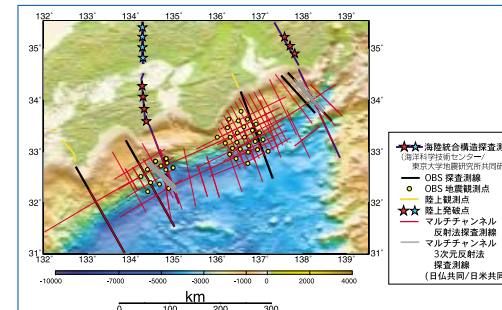 132° 133° 134° 135° 136° 137° 138° 139°
35°
34°
33°
32°
31°
35°
34°
33°
32°
31°
132° 133° 134° 135° 136° 137° 138° 139°
-10000 -7000 -5000 -3000 -1000 0 2000 4000
km
0 100 200 300
海陸統合構造探査測
(海洋科学技術センター/
東京大学地震研究所共同研
OBS 探査測線
OBS 地震観測点
陸上観測点
陸上発破点
マルチチャンネル
反射法探査測線
マルチチャンネル
3次元反射法
探査測線
(日仏共同/日米共同